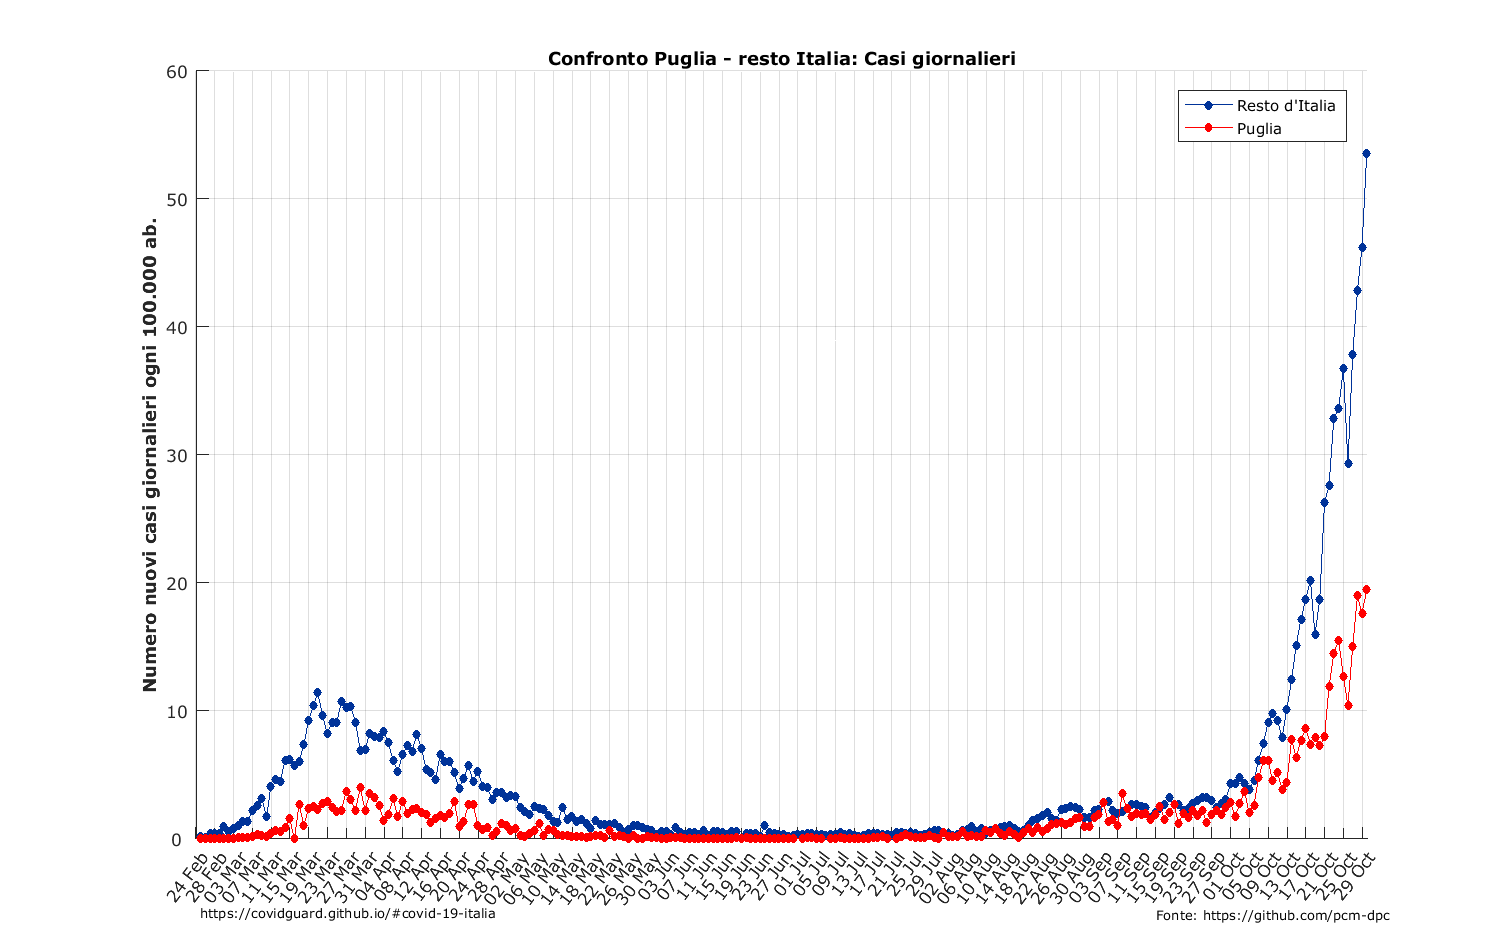 Confronto Puglia - resto Italia: Casi giornalieri
Numero nuovi casi giornalieri ogni 100.000 ab.
60
50
40
30
20
10
0
Resto d'Italia
Puglia
24 Feb
28 Feb
03 Mar
07 Mar
11 Mar
15 Mar
19 Mar
23 Mar
27 Mar
31 Mar
04 Apr
08 Apr
12 Apr
16 Apr
20 Apr
24 Apr
28 Apr
02 May
06 May
10 May
14 May
18 May
22 May
26 May
30 May
03 Jun
07 Jun
11 Jun
15 Jun
19 Jun
23 Jun
27 Jun
01 Jul
05 Jul
09 Jul
13 Jul
17 Jul
21 Jul
25 Jul
29 Jul
02 Aug
06 Aug
10 Aug
14 Aug
18 Aug
22 Aug
26 Aug
30 Aug
03 Sep
07 Sep
11 Sep
15 Sep
19 Sep
23 Sep
27 Sep
01 Oct
05 Oct
09 Oct
13 Oct
17 Oct
21 Oct
25 Oct
29 Oct
https://covidguard.github.io/#covid-19-italia
Fonte: https://github.com/pcm-dpc